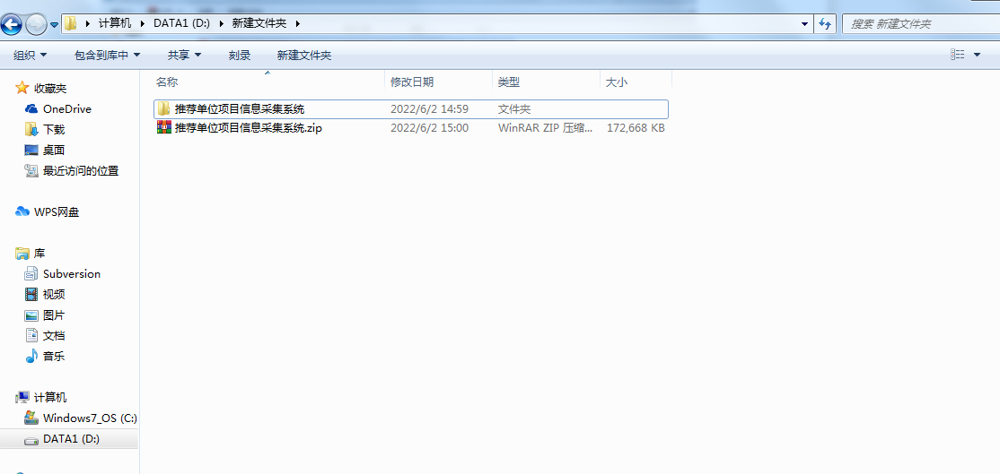 计算机 DATA1 (D:) 新建文件夹 搜索 新建文件夹
组织 包含到库中 共享 刻录 新建文件夹
名称 修改日期 类型 大小
推荐单位项目信息采集系统 2022/6/2 14:59 文件夹
推荐单位项目信息采集系统.zip 2022/6/2 15:00 WinRAR ZIP 压缩... 172,668 KB
收藏夹
OneDrive
下载
桌面
最近访问的位置
WPS网盘
库
Subversion
视频
图片
文档
音乐
计算机
Windows7_OS (C:)
DATA1 (D:)